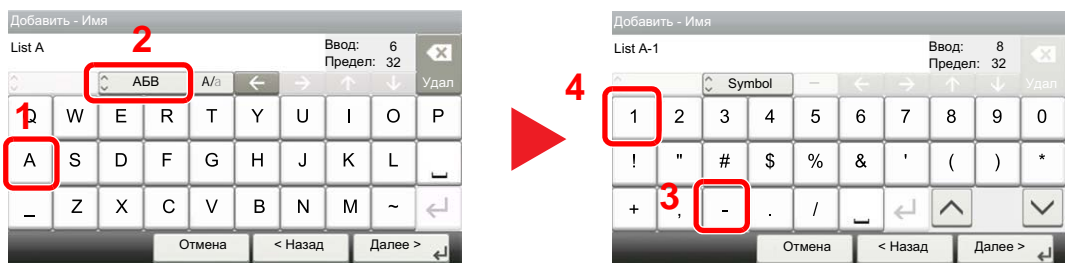 Добавить - Имя
List A
Ввод: 6
Предел: 32
2
АБВ
A/a
Удал
1
Q W E R T Y U I O P
A S D F G H J K L
_ Z X C V B N M ~
Отмена
< Назад
Далее >
Добавить - Имя
List A-1
Ввод: 8
Предел: 32
4
Symbol
Удал
1 2 3 4 5 6 7 8 9 0
! " # $ % & ' ( ) *
3
+ , - . /
Отмена
< Назад
Далее >